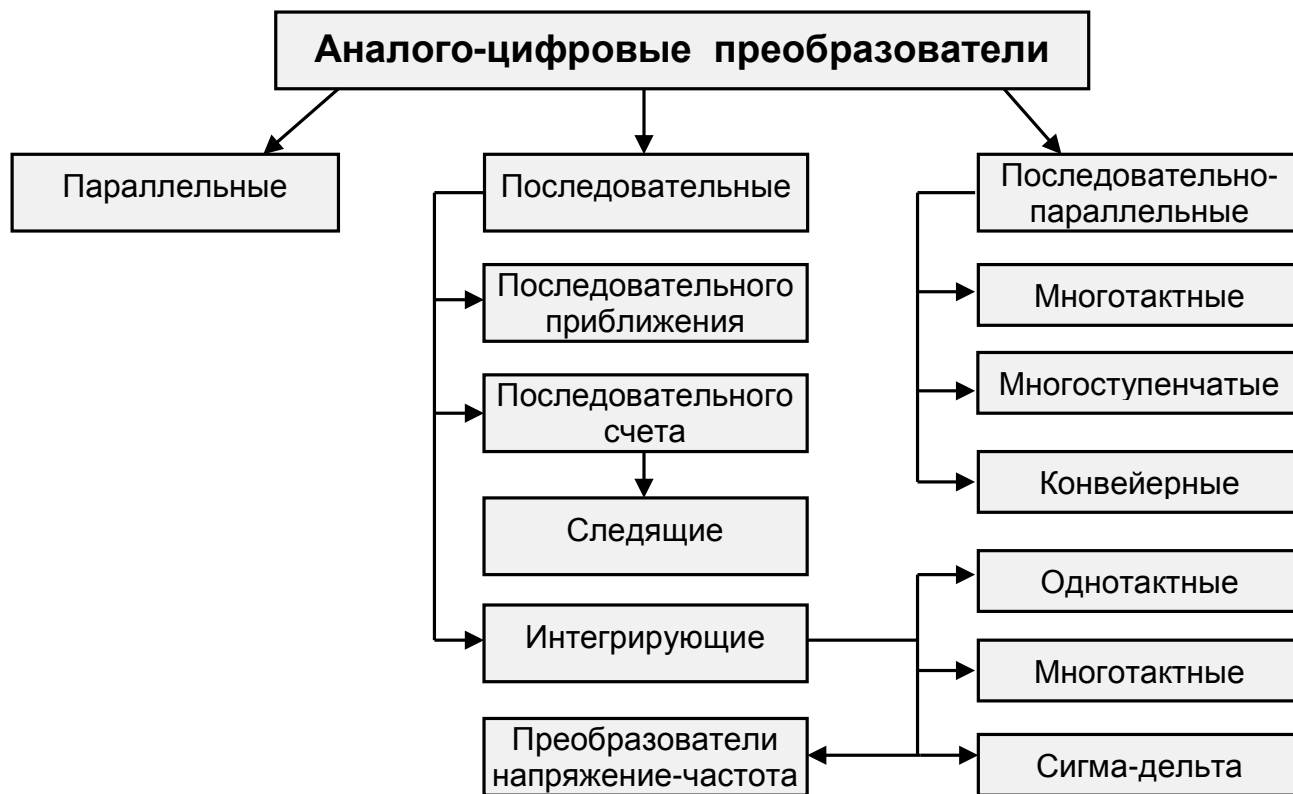 Аналого-цифровые преобразователи
Параллельные
Последовательные
Последовательно-
параллельные
Последовательного
приближения
Многотактные
Последовательного
счета
Многоступенчатые
Следящие
Конвейерные
Интегрирующие
Однотактные
Многотактные
Преобразователи
напряжение-частота
Сигма-дельта